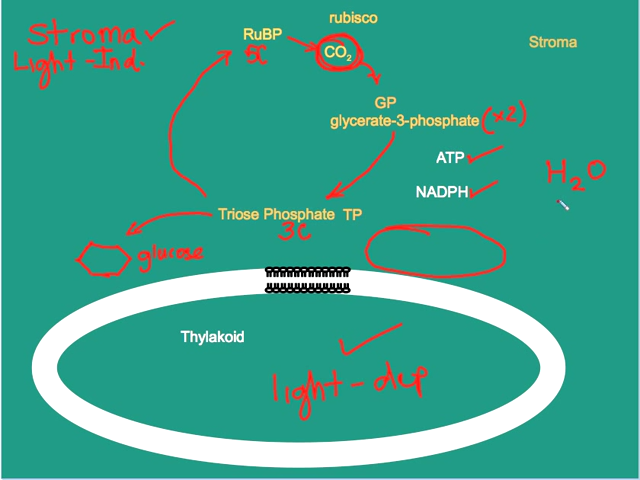 rubisco
Stroma
Light-Ind.
RuBP
5C
CO2
Stroma
GP
glycerate-3-phosphate (x2)
ATP
NADPH
H2O
Triose Phosphate TP
3C
glucose
Thylakoid
light-dep